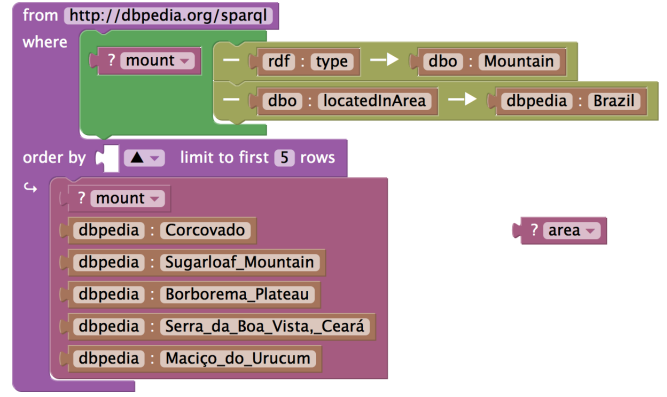 from http://dbpedia.org/sparql
where
? mount rdf : type dbo : Mountain
dbo : locatedInArea dbpedia : Brazil
order by ▲ limit to first 5 rows
? mount
dbpedia : Corcovado
? area
dbpedia : Sugarloaf_Mountain
dbpedia : Borborema_Plateau
dbpedia : Serra_da_Boa_Vista,_Ceará
dbpedia : Maciço_do_Urucum